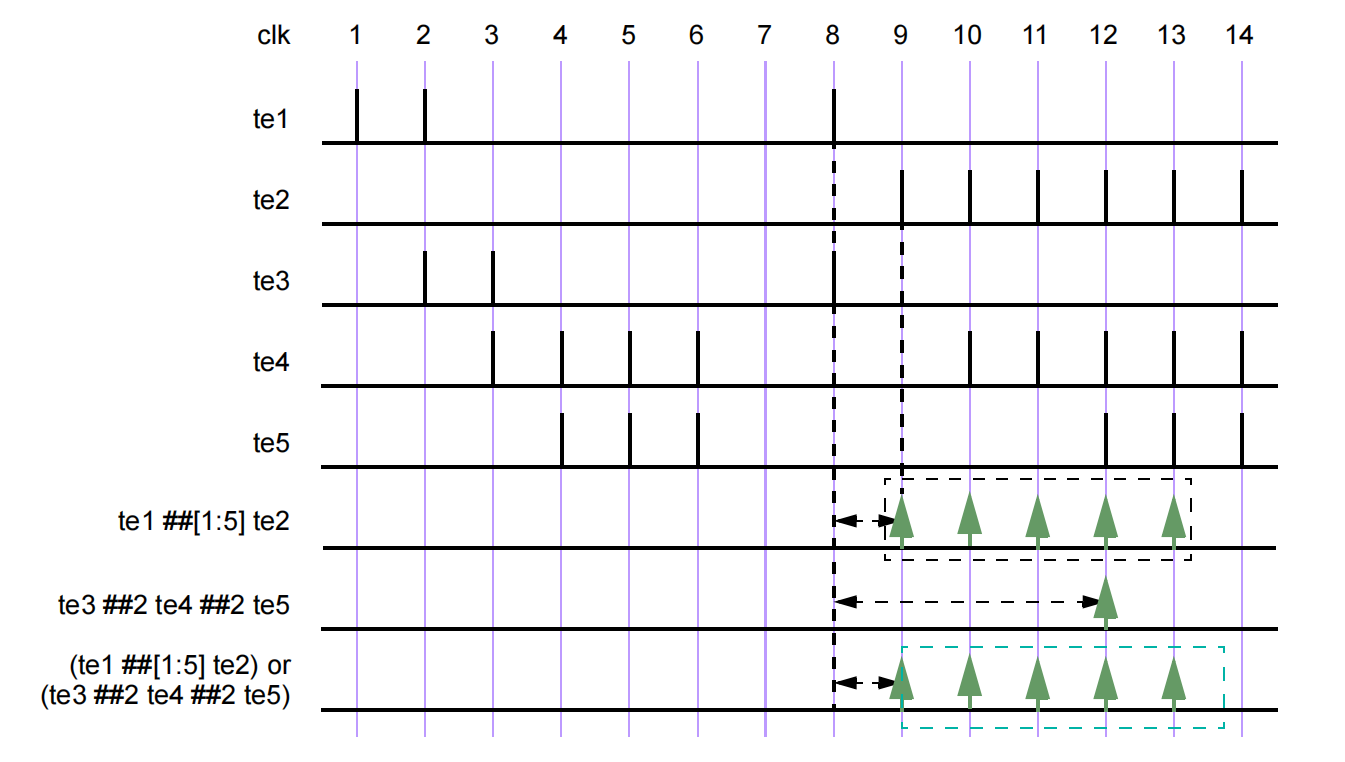 clk 1 2 3 4 5 6 7 8 9 10 11 12 13 14
te1
te2
te3
te4
te5
te1 ##[1:5] te2
te3 ##2 te4 ##2 te5
(te1 ##[1:5] te2) or
(te3 ##2 te4 ##2 te5)